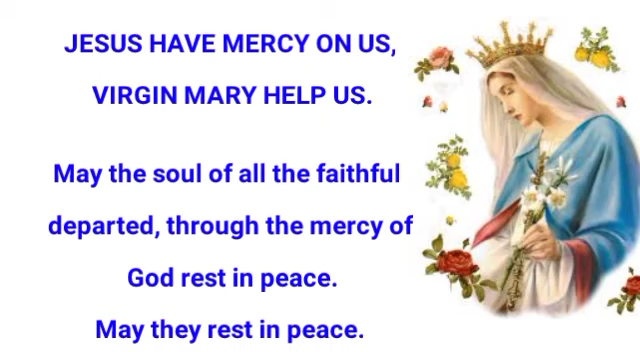 JESUS HAVE MERCY ON US,
VIRGIN MARY HELP US.
May the soul of all the faithful
departed, through the mercy of
God rest in peace.
May they rest in peace.